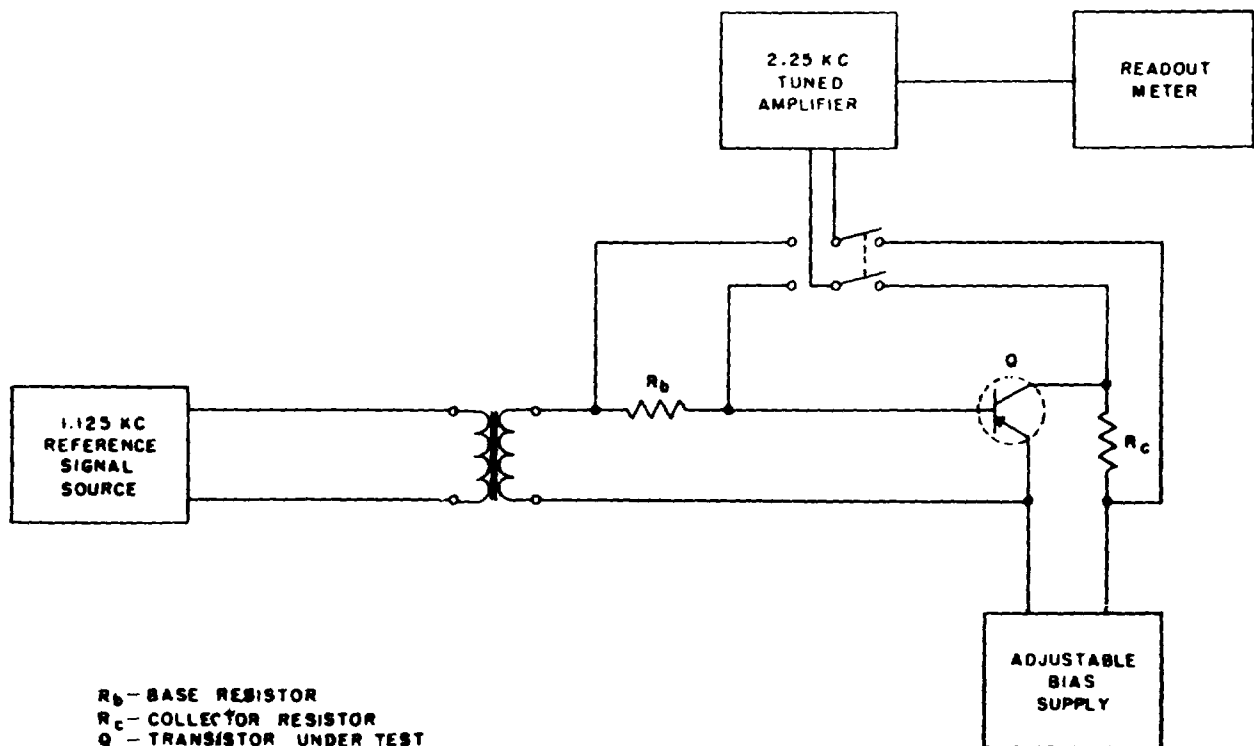 2.25 KC
TUNED
AMPLIFIER
READOUT
METER
Q
Rb
1.125 KC
REFERENCE
SIGNAL
SOURCE
Rc
ADJUSTABLE
BIAS
SUPPLY
Rb – BASE RESISTOR
Rc – COLLECTOR RESISTOR
Q – TRANSISTOR UNDER TEST